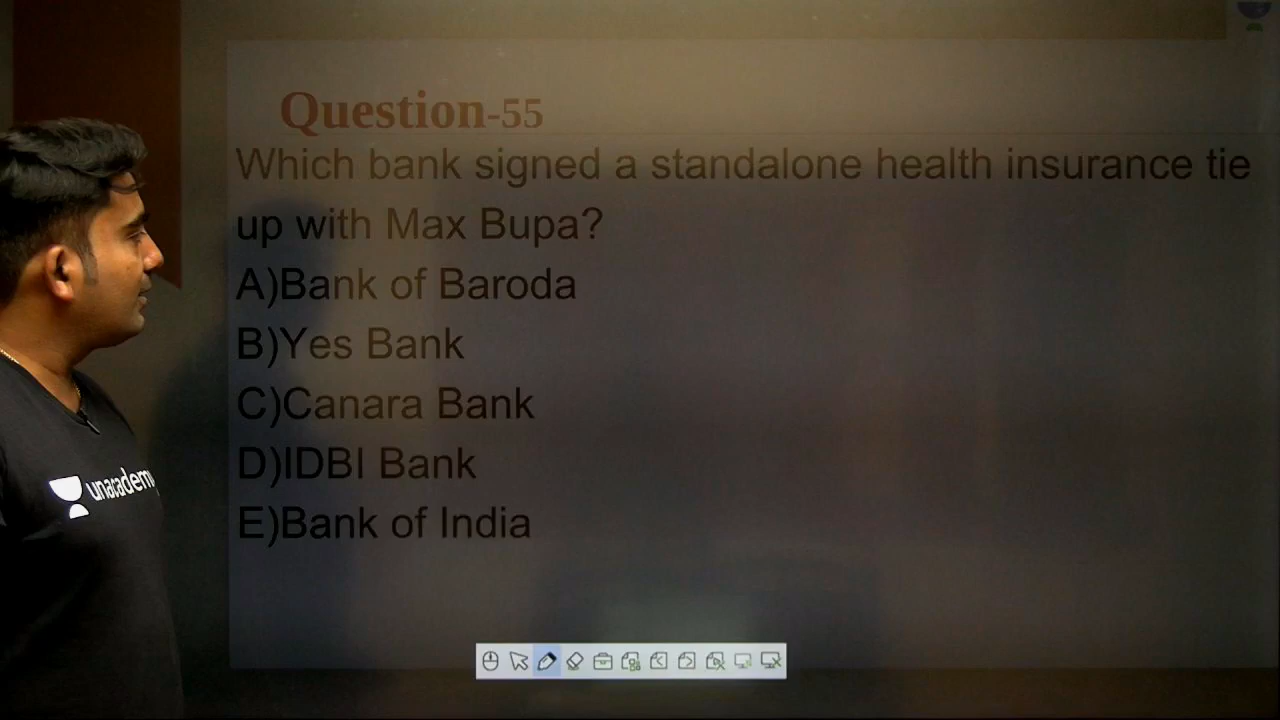 Question-55
Which bank signed a standalone health insurance tie
up with Max Bupa?
A)Bank of Baroda
B)Yes Bank
C)Canara Bank
D)IDBI Bank
E)Bank of India
unacademy